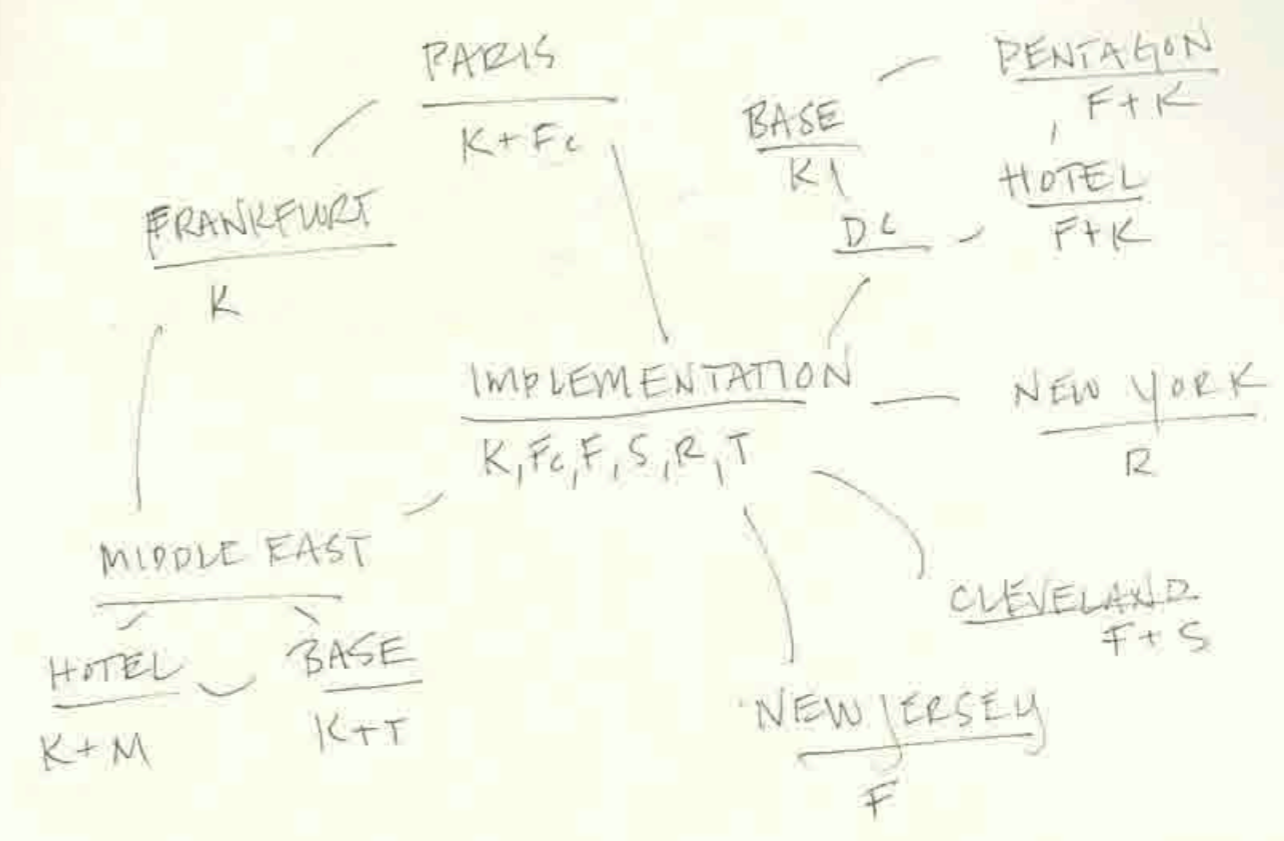 PARIS
K + Fc
PENTAGON
F + K
BASE
K
HOTEL
F+K
DC
FRANKFURT
K
IMPLEMENTATION
K, Fc, F, S, R, T
NEW YORK
R
MIDDLE EAST
HOTEL
K + M
BASE
K + T
CLEVELAND
F + S
NEW JERSEY
F